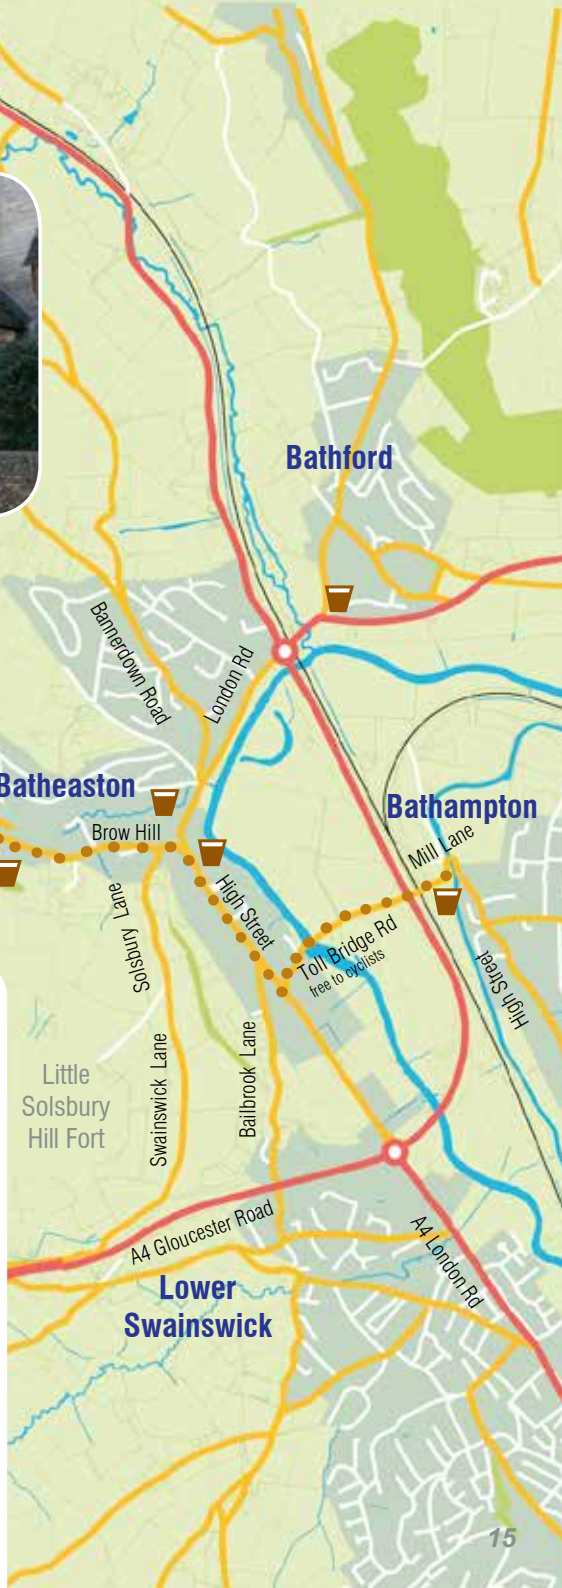 Bathford
Bannerdown Road
London Rd
Batheaston
Bathampton
Brow Hill
Mill Lane
High Street
Solsbury Lane
Toll Bridge Rd
free to cyclists
High Street
Swainswick Lane
Bailbrook Lane
Little
Solsbury
Hill Fort
A4 Gloucester Road
A4 London Rd
Lower
Swainswick
15